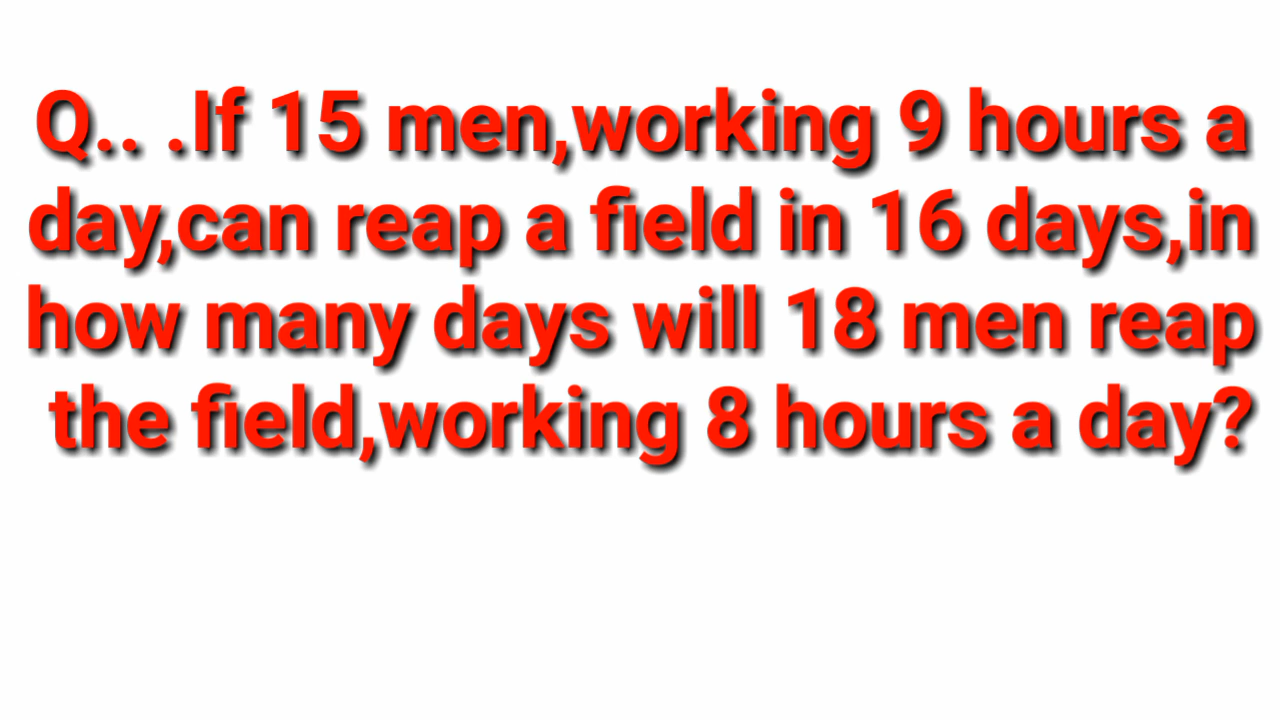 Q.. .If 15 men,working 9 hours a
day,can reap a field in 16 days,in
how many days will 18 men reap
the field,working 8 hours a day?